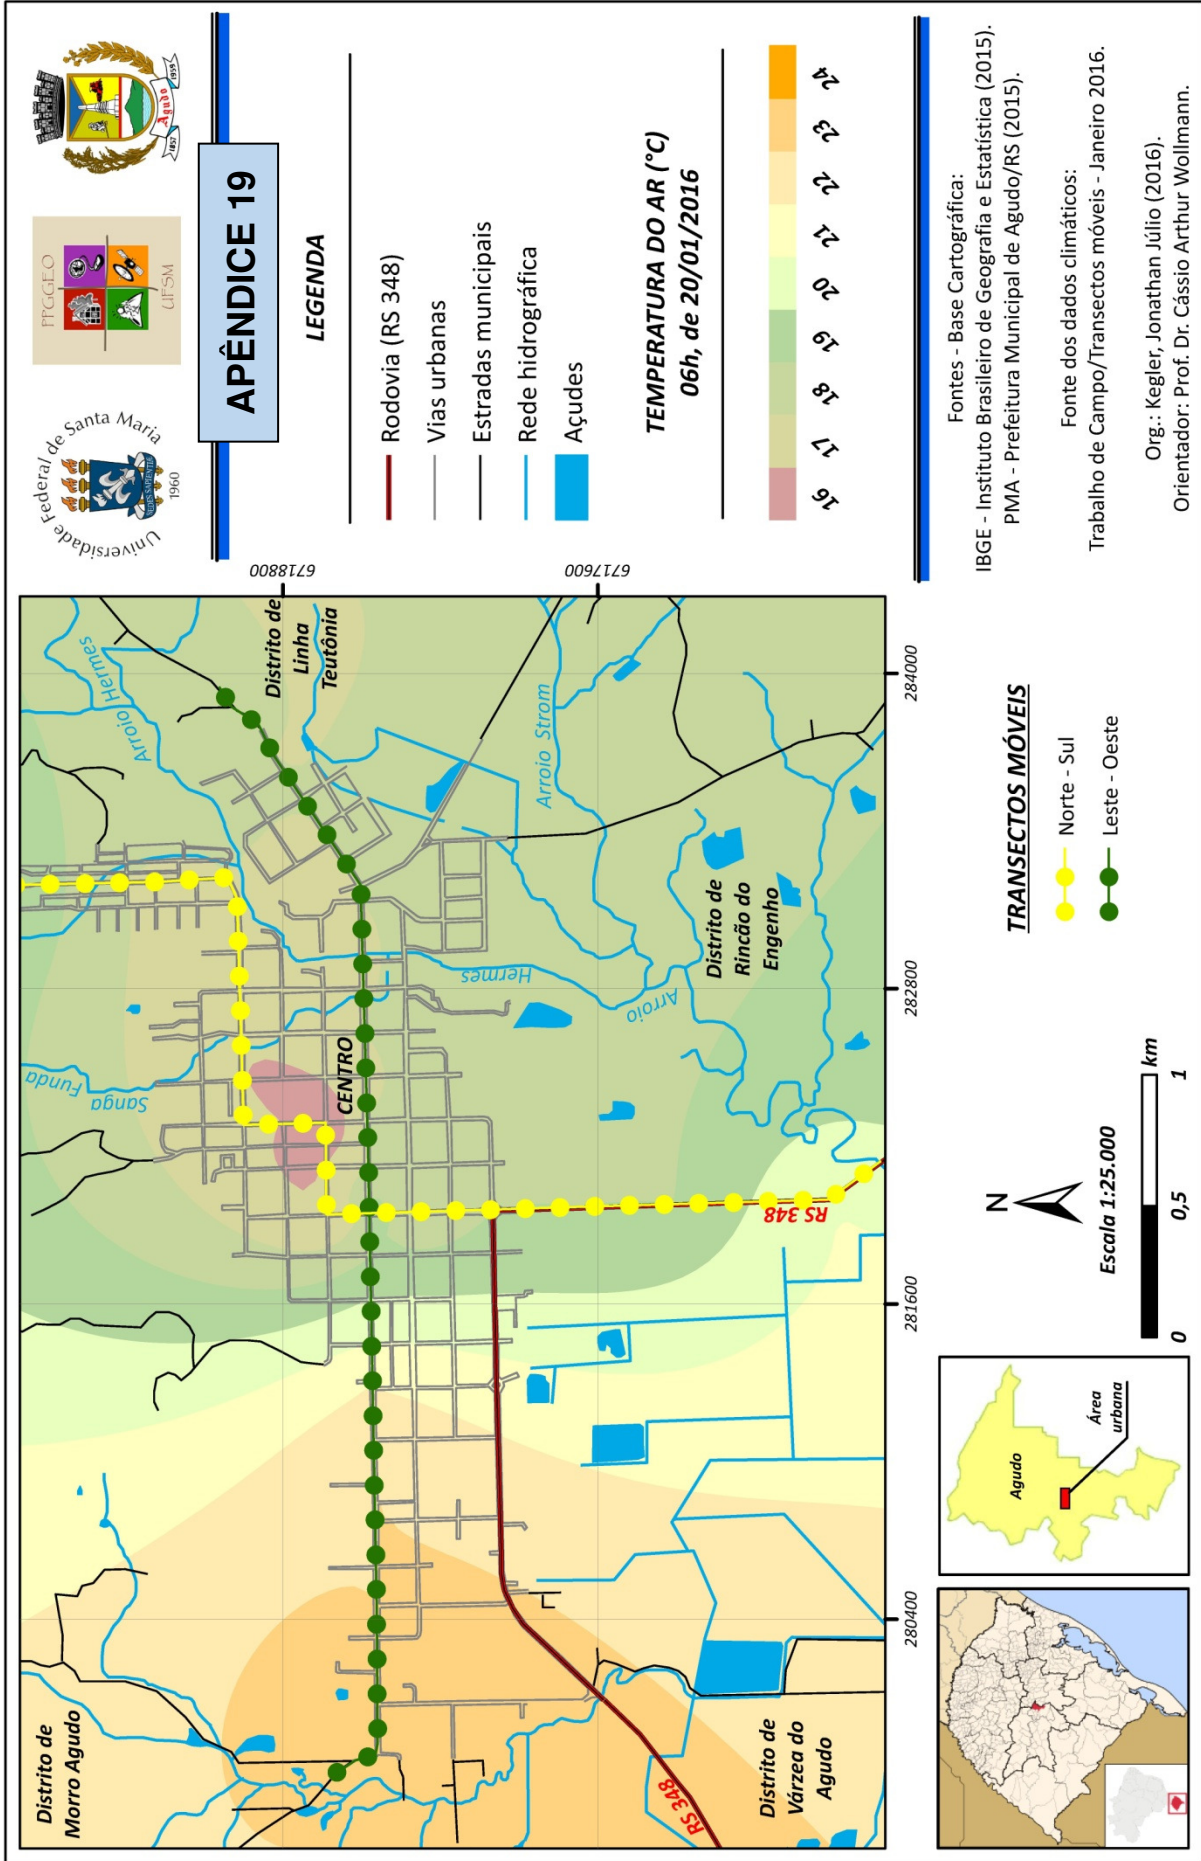 Universidade Federal de Santa Maria
1960
PPGGEO
UFSM
Agudo
1857
1959
APÊNDICE 19
LEGENDA
Rodovia (RS 348)
Vias urbanas
Estradas municipais
Rede hidrográfica
Açudes
TEMPERATURA DO AR (°C)
06h, de 20/01/2016
16 17 18 19 20 21 22 23 24
Fontes - Base Cartográfica:
IBGE - Instituto Brasileiro de Geografia e Estatística (2015).
PMA - Prefeitura Municipal de Agudo/RS (2015).
Fonte dos dados climáticos:
Trabalho de Campo/Transectos móveis - Janeiro 2016.
Org.: Kegler, Jonathan Júlio (2016).
Orientador: Prof. Dr. Cássio Arthur Wollmann.
Distrito de
Morro Agudo
Sanga Funda
Arroio Hermes
Distrito de
Linha
Teutônia
6718800
CENTRO
Hermes
Arroio
Arroio Strom
6717600
Distrito de
Rincão do
Engenho
RS 348
RS 348
Distrito de
Várzea do
Agudo
280400
281600
282800
284000
Agudo
Área
urbana
N
Escala 1:25.000
km
0 0,5 1
TRANSECTOS MÓVEIS
Norte - Sul
Leste - Oeste